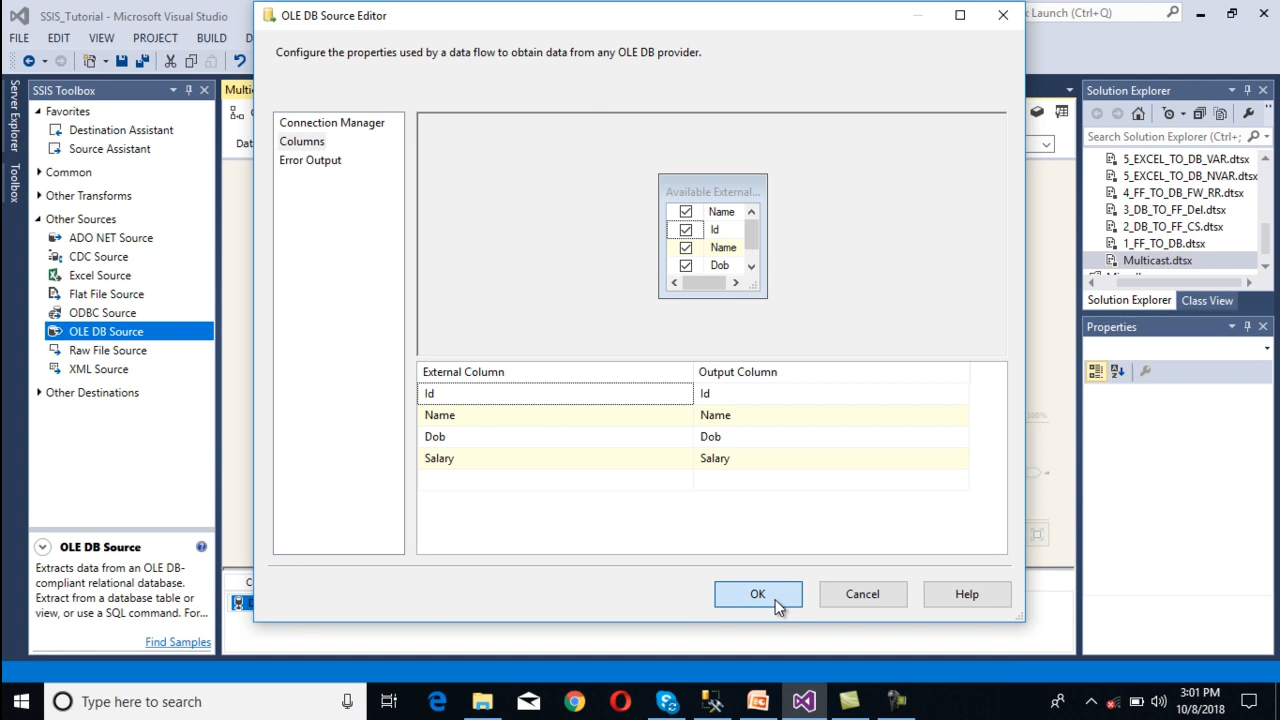 SSIS_Tutorial - Microsoft Visual Studio
OLE DB Source Editor
k Launch (Ctrl+Q)
FILE EDIT VIEW PROJECT BUILD
Configure the properties used by a data flow to obtain data from any OLE DB provider.
Server Explorer
Toolbox
SSIS Toolbox
Favorites
Destination Assistant
Source Assistant
Common
Other Transforms
Other Sources
ADO NET Source
CDC Source
Excel Source
Flat File Source
ODBC Source
OLE DB Source
Raw File Source
XML Source
Other Destinations
OLE DB Source
Extracts data from an OLE DB-
compliant relational database.
Extract from a database table or
view, or use a SQL command. For...
Find Samples
Multi
Dat
Connection Manager
Columns
Error Output
Available External...
Name
Id
Name
Dob
External Column Output Column
Id Id
Name Name
Dob Dob
Salary Salary
OK Cancel Help
100%
Solution Explorer
Search Solution Explorer (Ctrl+;
5_EXCEL_TO_DB_VAR.dtsx
5_EXCEL_TO_DB_NVAR.dtsx
4_FF_TO_DB_FW_RR.dtsx
3_DB_TO_FF_Del.dtsx
2_DB_TO_FF_CS.dtsx
1_FF_TO_DB.dtsx
Multicast.dtsx
Solution Explorer Class View
Properties
Type here to search
3:01 PM
10/8/2018